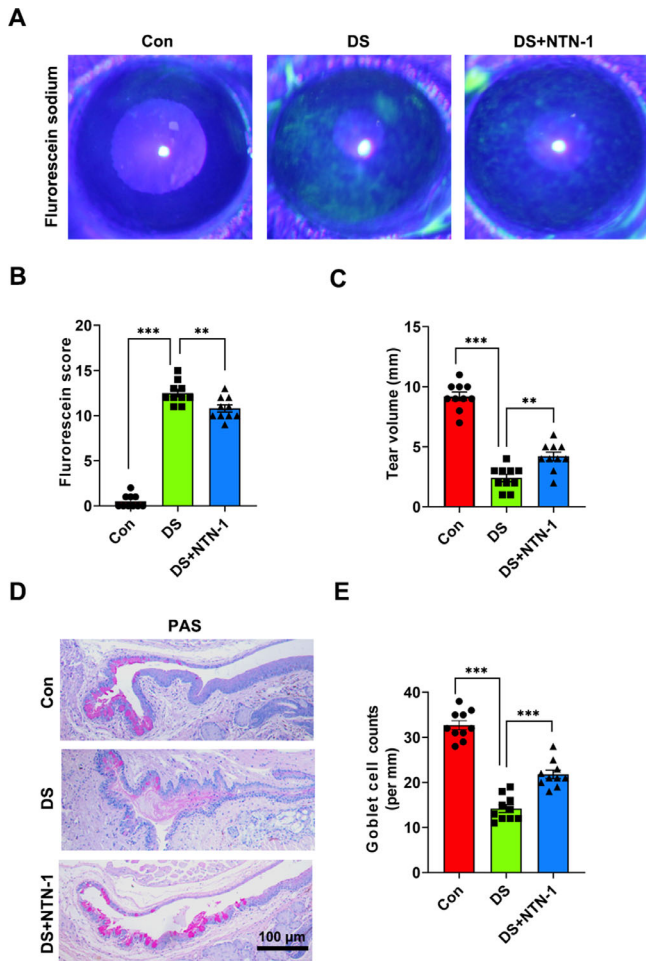 A
Con
DS
DS+NTN-1
Flurorescein sodium
B
Flurorescein score
20
15
10
5
0
***
**
Con
DS
DS+NTN-1
C
Tear volume (mm)
15
10
5
0
***
**
Con
DS
DS+NTN-1
D
PAS
Con
DS
DS+NTN-1
100 µm
E
Goblet cell counts
(per mm)
40
30
20
10
0
***
***
Con
DS
DS+NTN-1